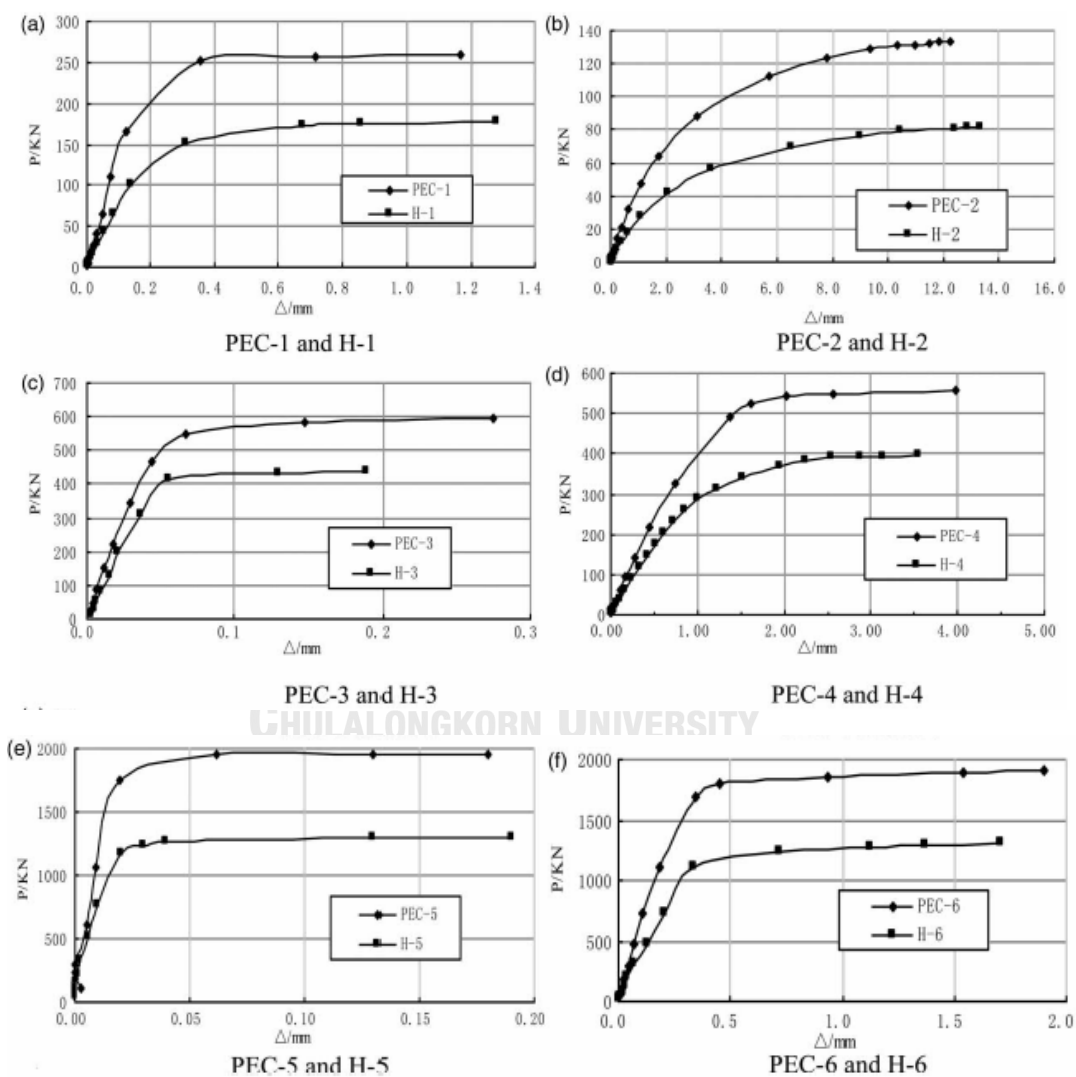 (a)
300
250
200
150
100
50
0
P/KN
PEC-1
H-1
0.0 0.2 0.4 0.6 0.8 1.0 1.2 1.4
△/mm
PEC-1 and H-1
(b)
140
120
100
80
60
40
20
0
P/KN
PEC-2
H-2
0.0 2.0 4.0 6.0 8.0 10.0 12.0 14.0 16.0
△/mm
PEC-2 and H-2
(c)
700
600
500
400
300
200
100
0
P/KN
PEC-3
H-3
0.0 0.1 0.2 0.3
△/mm
PEC-3 and H-3
(d)
600
500
400
300
200
100
0
P/KN
PEC-4
H-4
0.00 1.00 2.00 3.00 4.00 5.00
△/mm
PEC-4 and H-4
CHULALONGKORN UNIVERSITY
(e)
2000
1500
1000
500
0
P/KN
PEC-5
H-5
0.00 0.05 0.10 0.15 0.20
△/mm
PEC-5 and H-5
(f)
2000
1500
1000
500
0
P/KN
PEC-6
H-6
0.0 0.5 1.0 1.5 2.0
△/mm
PEC-6 and H-6